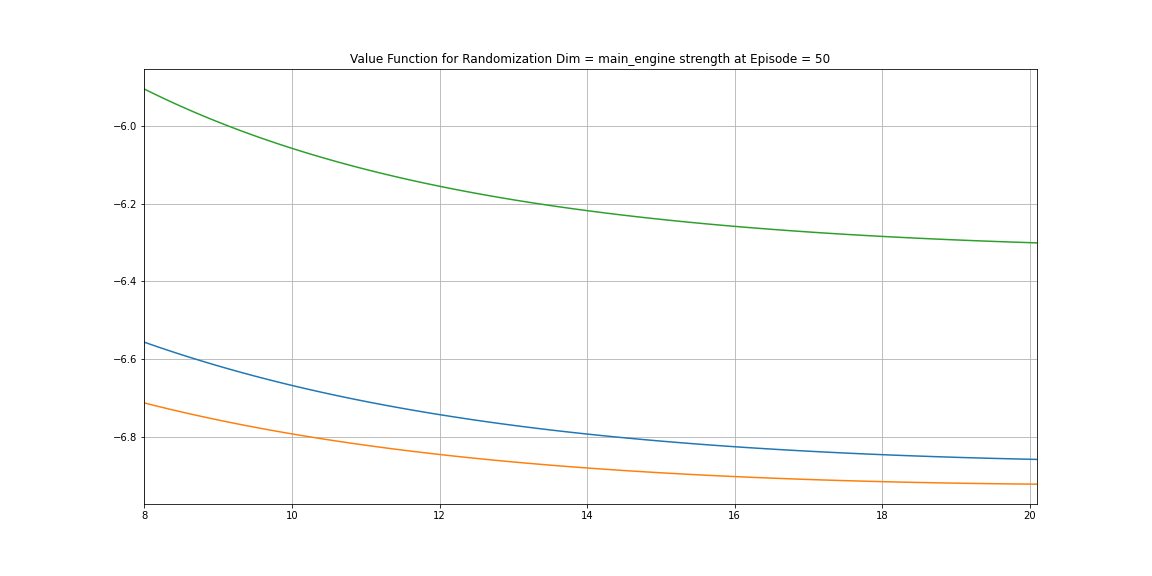 Value Function for Randomization Dim = main_engine strength at Episode = 50
−6.0
−6.2
−6.4
−6.6
−6.8
8 10 12 14 16 18 20